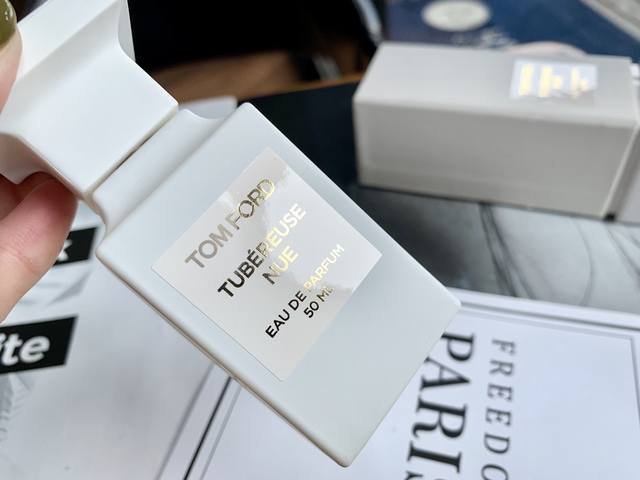 TOM FORD
TUBÉREUSE
NUE
EAU DE PARFUM
50 ML
ite
FREEDO
PARIS